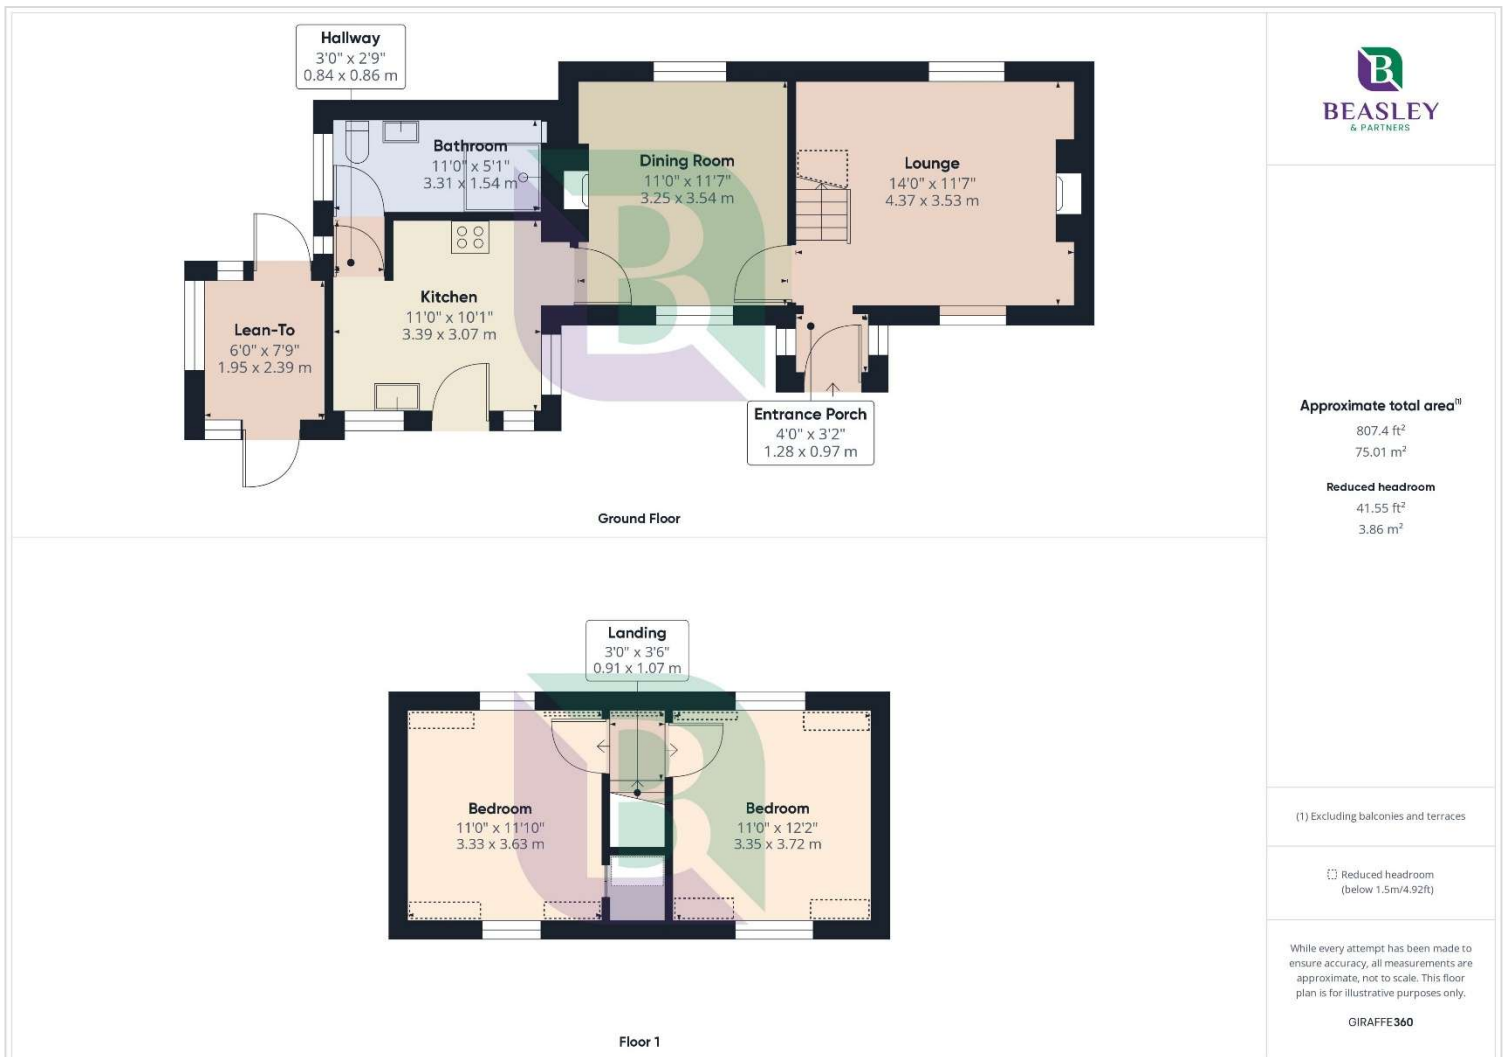 Hallway
3'0" x 2'9"
0.84 x 0.86 m
Bathroom
11'0" x 5'1"
3.31 x 1.54 m
Dining Room
11'0" x 11'7"
3.25 x 3.54 m
Lounge
14'0" x 11'7"
4.37 x 3.53 m
Kitchen
11'0" x 10'1"
3.39 x 3.07 m
Lean-To
6'0" x 7'9"
1.95 x 2.39 m
Entrance Porch
4'0" x 3'2"
1.28 x 0.97 m
Ground Floor
Landing
3'0" x 3'6"
0.91 x 1.07 m
Bedroom
11'0" x 11'10"
3.33 x 3.63 m
Bedroom
11'0" x 12'2"
3.35 x 3.72 m
Floor 1
B
BEASLEY
& PARTNERS
Approximate total area(1)
807.4 ft²
75.01 m²
Reduced headroom
41.55 ft²
3.86 m²
(1) Excluding balconies and terraces
Reduced headroom
(below 1.5m/4.92ft)
While every attempt has been made to
ensure accuracy, all measurements are
approximate, not to scale. This floor
plan is for illustrative purposes only.
GIRAFFE360